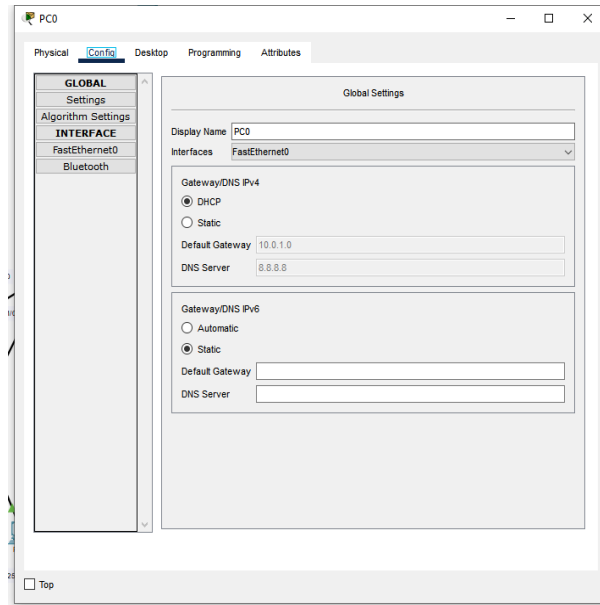 PC0
Physical Config Desktop Programming Attributes
GLOBAL
Settings
Algorithm Settings
INTERFACE
FastEthernet0
Bluetooth
Global Settings
Display Name PC0
Interfaces FastEthernet0
Gateway/DNS IPv4
DHCP
Static
Default Gateway 10.0.1.0
DNS Server 8.8.8.8
Gateway/DNS IPv6
Automatic
Static
Default Gateway
DNS Server
Top